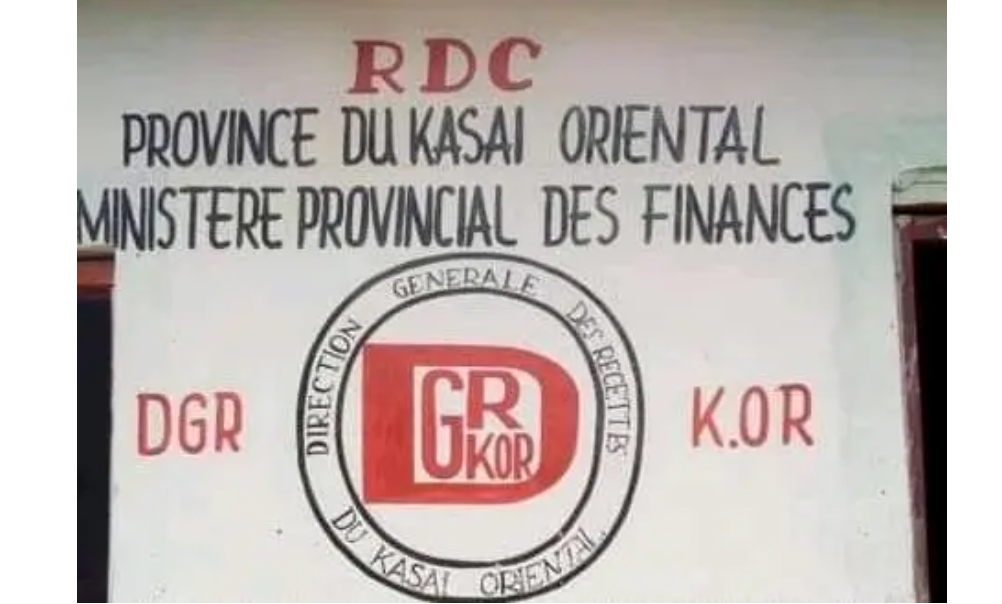 RDC
PROVINCE DU KASAI ORIENTAL
MINISTERE PROVINCIAL DES FINANCES
DIRECTION GENERALE DES RECETTES
DU KASAI ORIENTAL
DGR
DGR KOR
K.OR